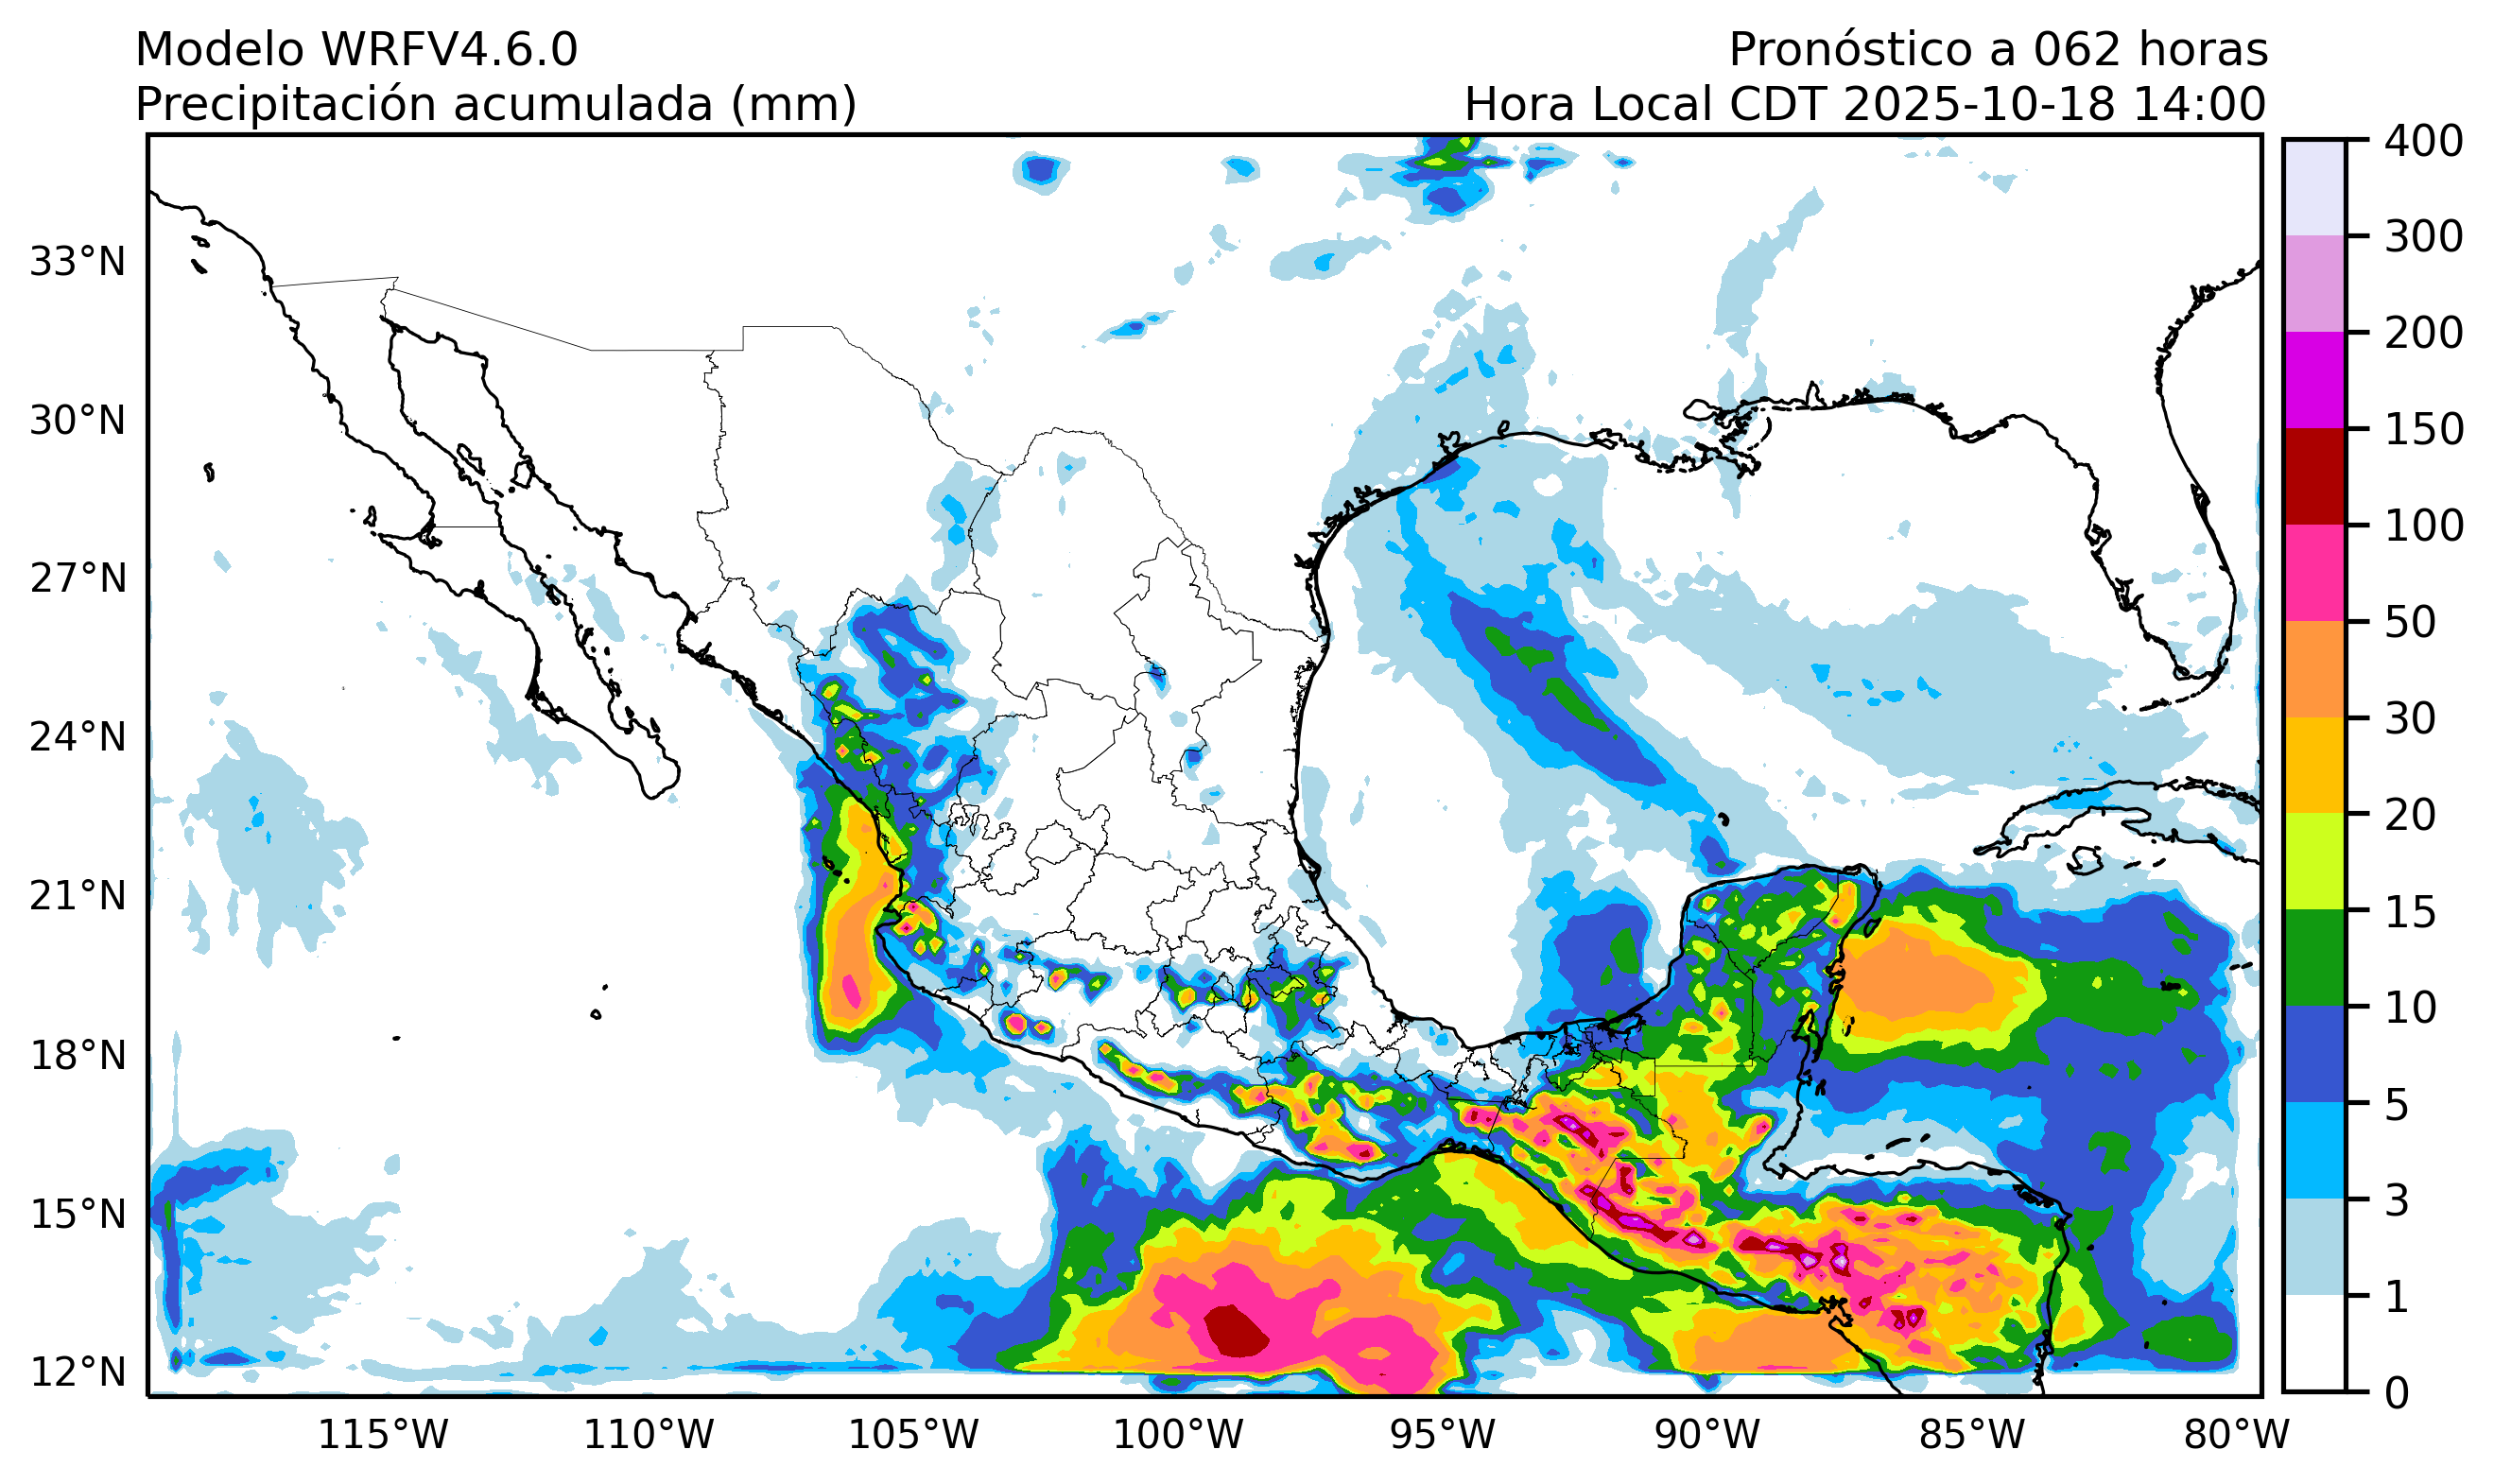 Modelo WRFV4.6.0
Pronóstico a 062 horas
Precipitación acumulada (mm)
Hora Local CDT 2025-10-18 14:00
33°N
30°N
27°N
24°N
21°N
18°N
15°N
12°N
115°W
110°W
105°W
100°W
95°W
90°W
85°W
80°W
400
300
200
150
100
50
30
20
15
10
5
3
1
0